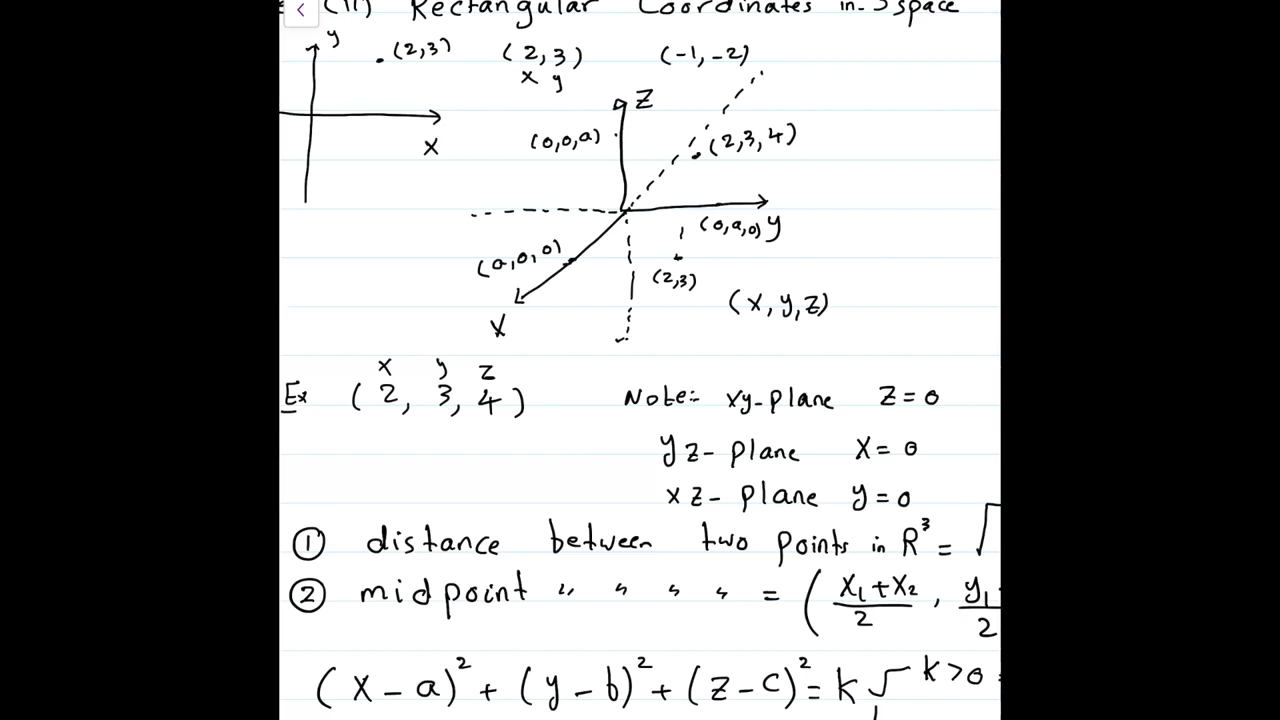 (11) Rectangular Coordinates in 3space
y
.(2,3) (2,3) (-1,-2)
x y
x
z
(0,0,a)
(2,3,4)
(0,a,0) y
(a,0,0)
(2,3)
x
(x,y,z)
x y z
Ex (2, 3, 4) Note:- xy-plane z=0
yz-plane x=0
xz-plane y=0
① distance between two points in R³ = √
② midpoint " " " " = (x₁+x₂/2, y₁/2
(x-a)² + (y-b)² + (z-c)² = k k>0